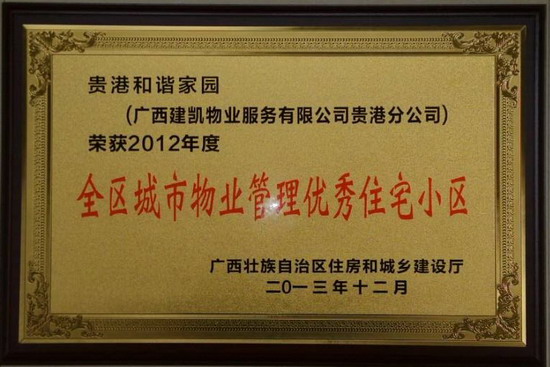 贵港和谐家园
(广西建凯物业服务有限公司贵港分公司)
荣获2012年度
全区城市物业管理优秀住宅小区
广西壮族自治区住房和城乡建设厅
二0一三年十二月